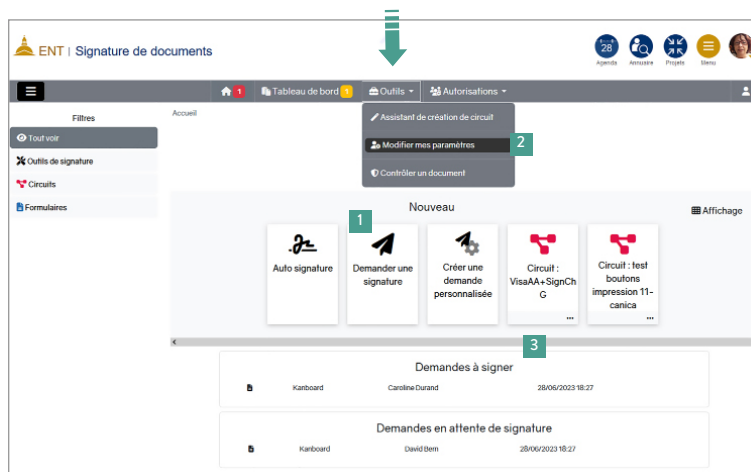 ENT | Signature de documents
28
Agenda Annuaire Projets Menu
1 Tableau de bord 1 Outils Autorisations
Filtres
Tout voir
Outils de signature
Circuits
Formulaires
Accueil
Assistant de création de circuit
Modifier mes paramètres
2
Contrôler un document
Nouveau
Affichage
1
Auto signature
Demander une
signature
Créer une
demande
personnalisée
Circuit :
VisaAA+SignCh
G
...
Circuit : test
boutons
impression 11-
canica
...
3
Demandes à signer
Kanboard Caroline Durand 28/06/2023 18:27
Demandes en attente de signature
Kanboard David Bern 28/06/2023 18:27